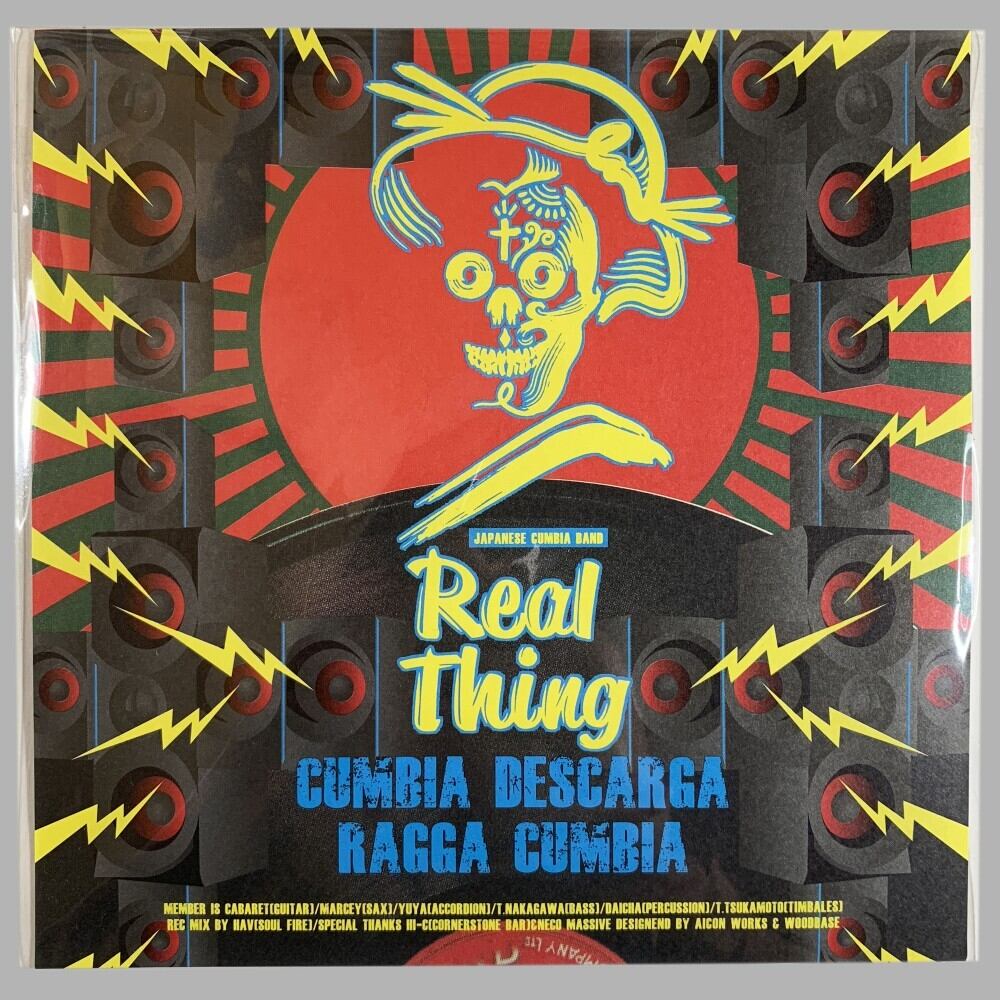 JAPANESE CUMBIA BAND
Real
Thing
CUMBIA DESCARGA
RAGGA CUMBIA
MEMBER IS CABARET(GUITAR)/MARCEY(SAX)/YUYA(ACCORDION)/T.NAKAGAWA(BASS)/DAICHA(PERCUSSION)/T.TSUKAMOTO(TIMBALES)
REC MIX BY HAV(SOUL FIRE)/SPECIAL THANKS HI-C(CORNERSTONE BAR)CNECO MASSIVE DESIGNEND BY AICON WORKS & WOODBASE
LTD